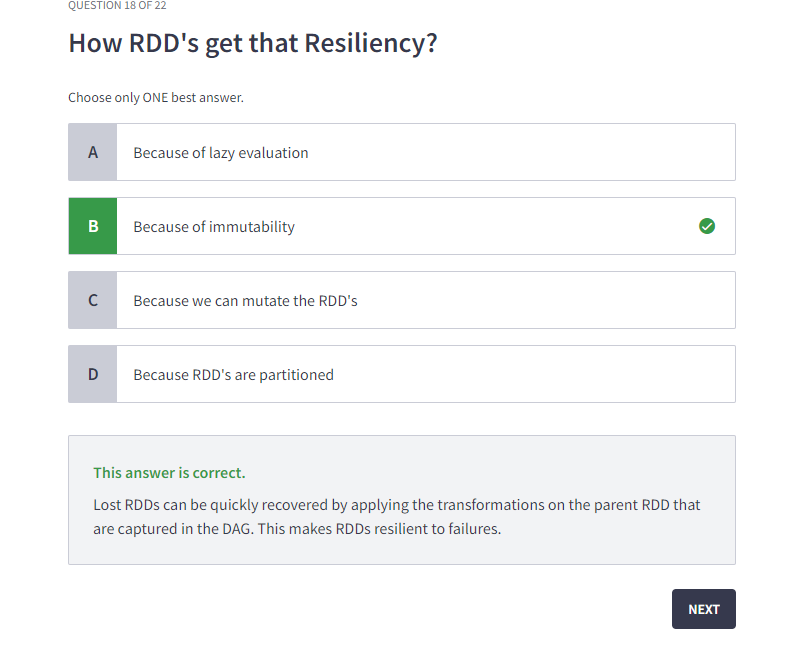 QUESTION 18 OF 22
How RDD's get that Resiliency?
Choose only ONE best answer.
A
Because of lazy evaluation
B
Because of immutability
C
Because we can mutate the RDD's
D
Because RDD's are partitioned
This answer is correct.
Lost RDDs can be quickly recovered by applying the transformations on the parent RDD that
are captured in the DAG. This makes RDDs resilient to failures.
NEXT